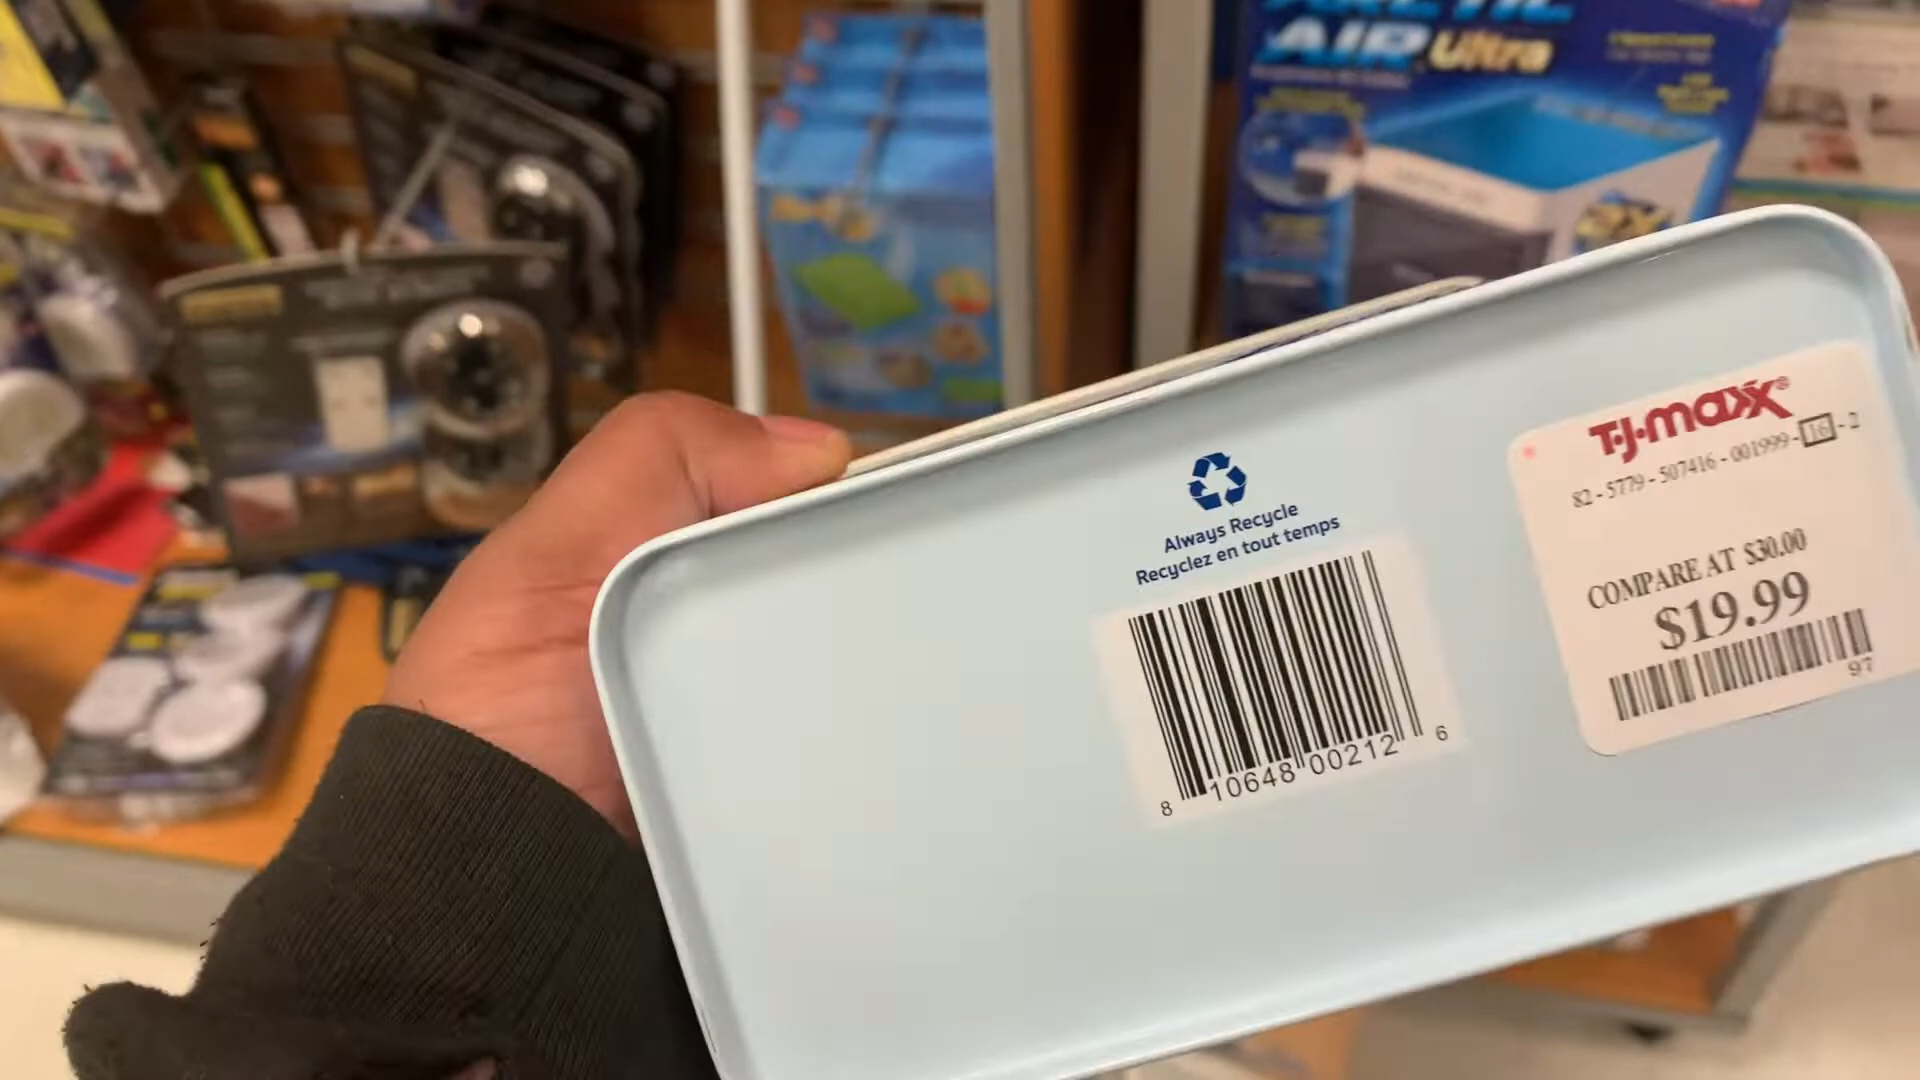 AIR Ultra
2X
T·J·maxx®
82 - 5779 - 507416 - 001999 - 16 - 2
COMPARE AT $30.00
$19.99
97
Always Recycle
Recyclez en tout temps
8 10648 00212 6